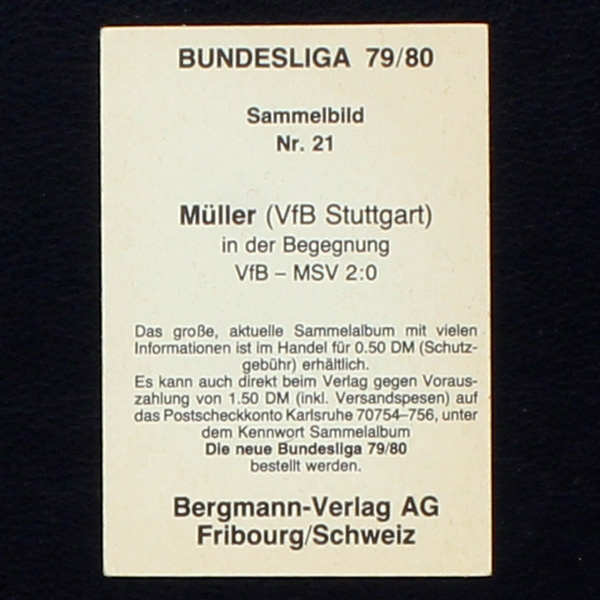 BUNDESLIGA 79/80
Sammelbild
Nr. 21
Müller (VfB Stuttgart)
in der Begegnung
VfB – MSV 2:0
Das große, aktuelle Sammelalbum mit vielen
Informationen ist im Handel für 0.50 DM (Schutz-
gebühr) erhältlich.
Es kann auch direkt beim Verlag gegen Voraus-
zahlung von 1.50 DM (inkl. Versandspesen) auf
das Postscheckkonto Karlsruhe 70754–756, unter
dem Kennwort Sammelalbum
Die neue Bundesliga 79/80
bestellt werden.
Bergmann-Verlag AG
Fribourg/Schweiz